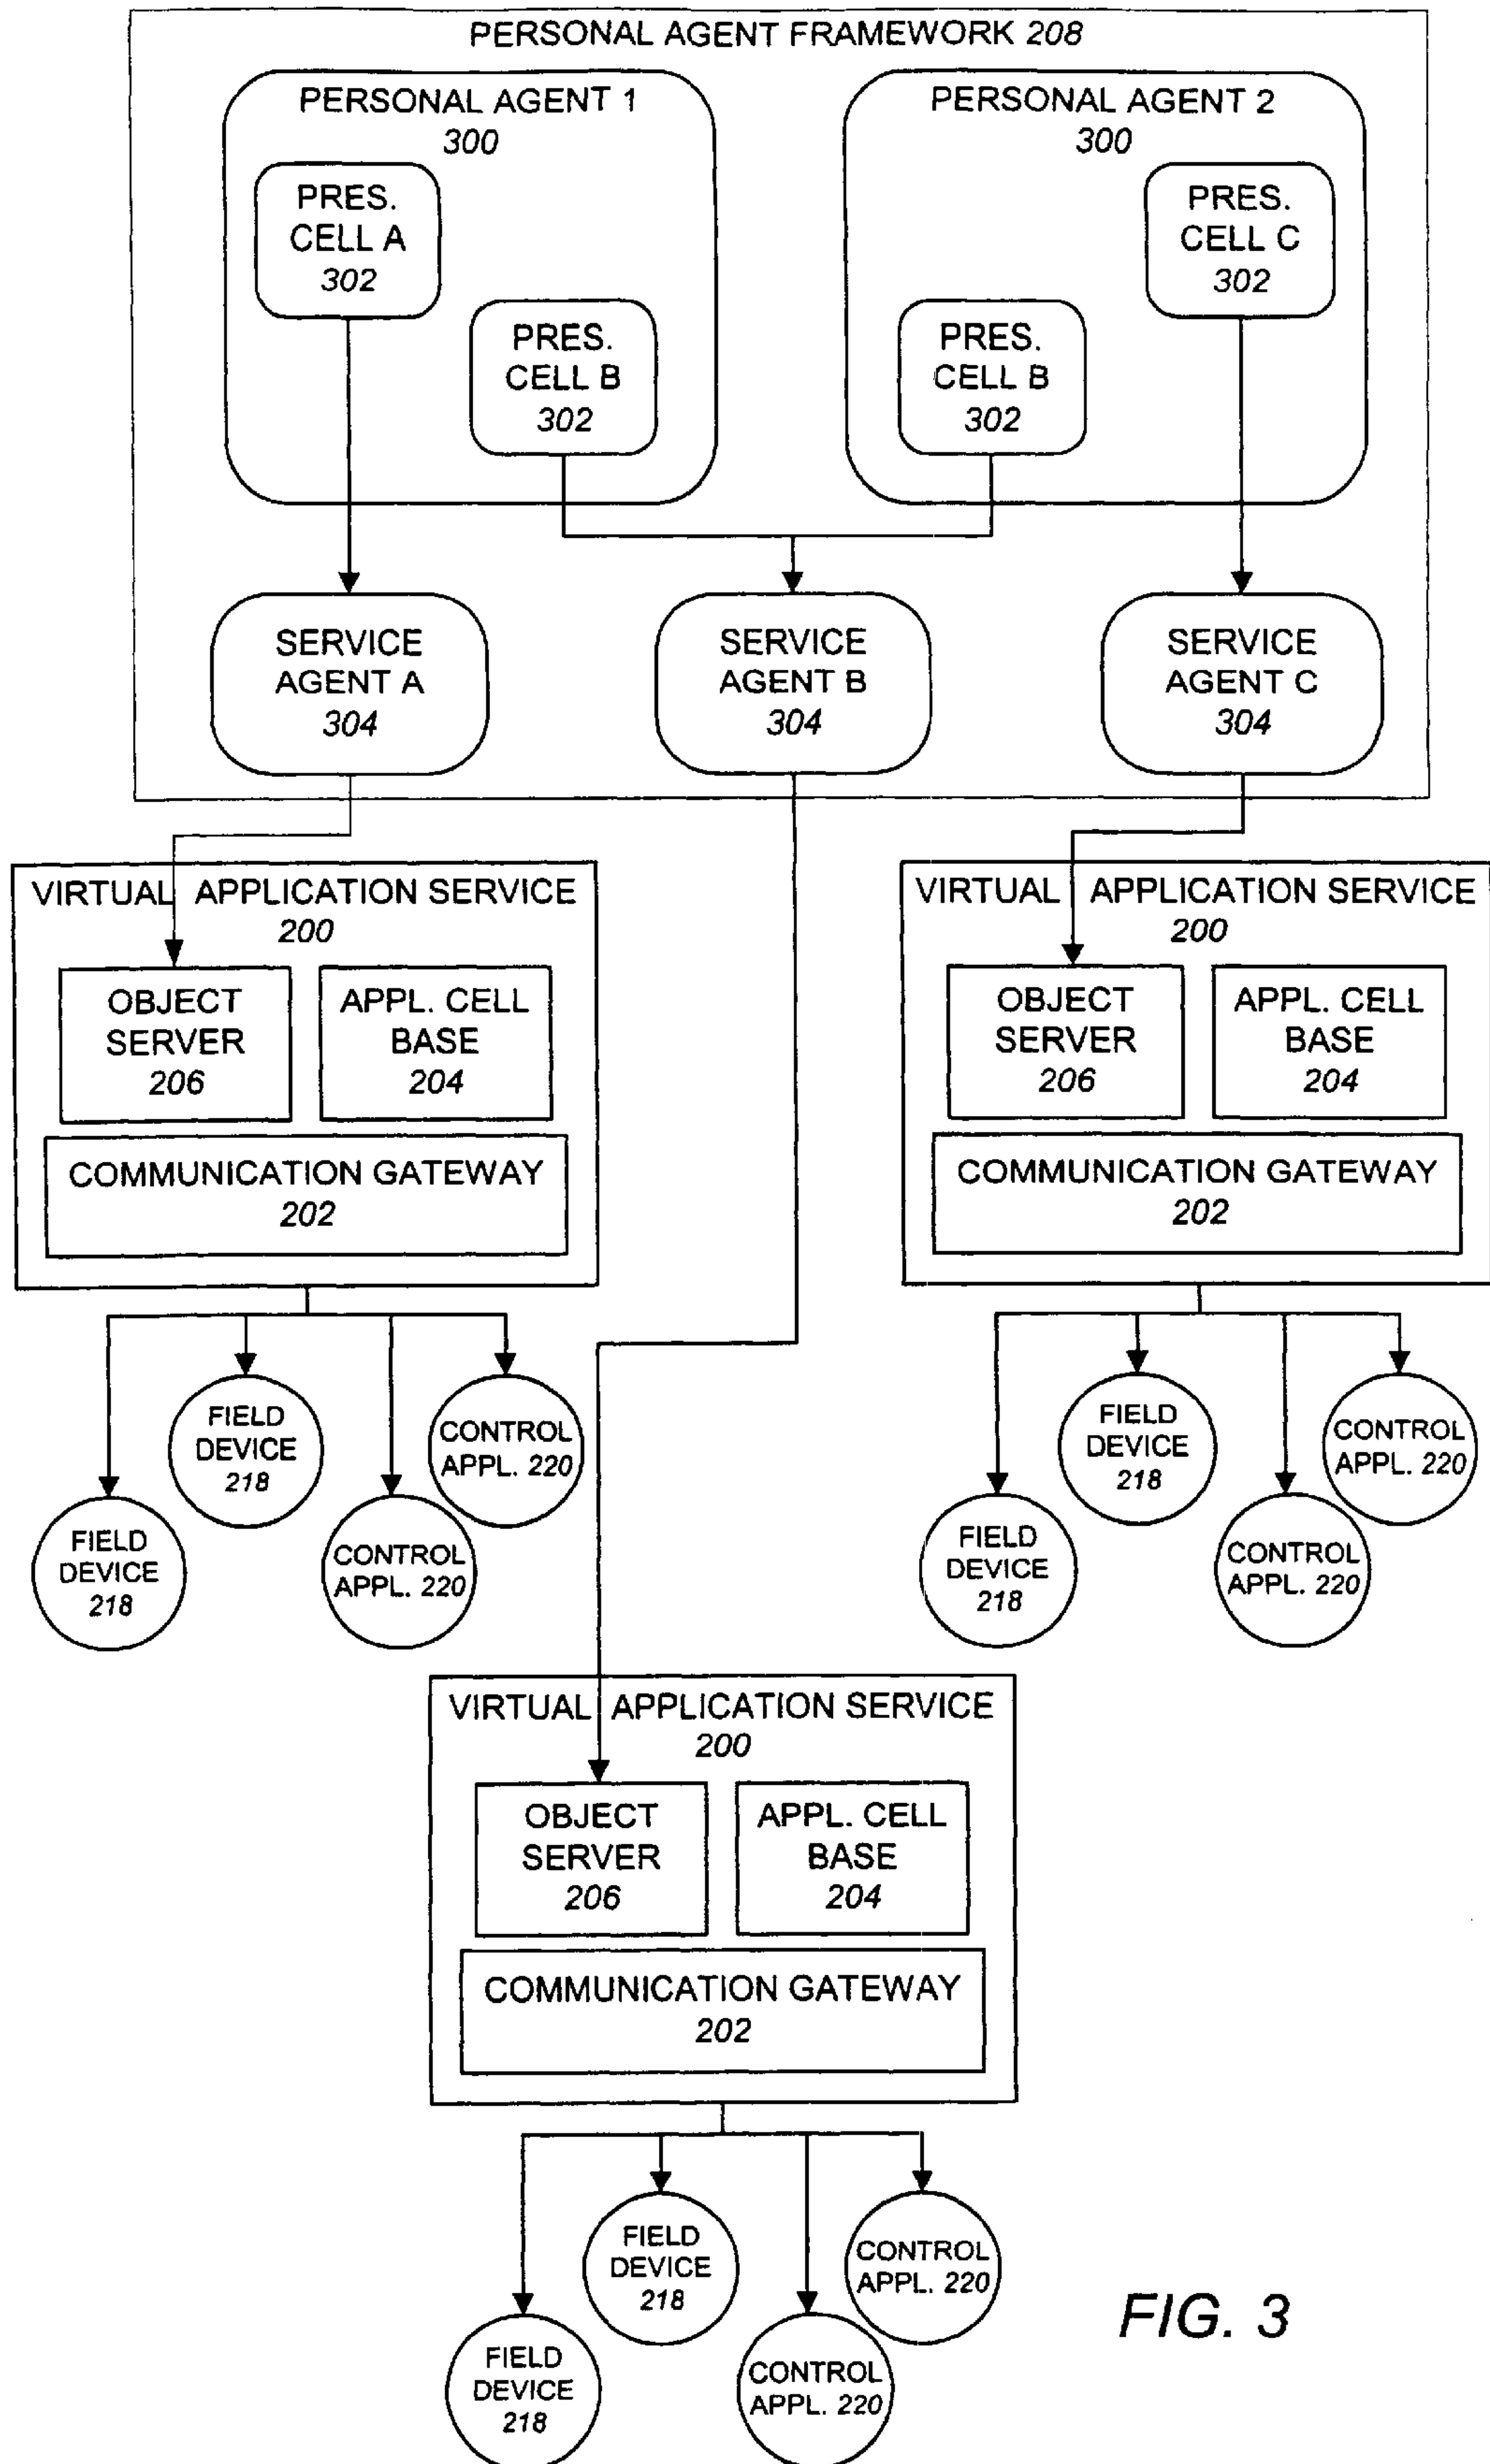 PERSONAL AGENT FRAMEWORK 208
PERSONAL AGENT 1
300
PRES.
CELL A
302
PRES.
CELL B
302
PERSONAL AGENT 2
300
PRES.
CELL C
302
PRES.
CELL B
302
SERVICE
AGENT A
304
SERVICE
AGENT B
304
SERVICE
AGENT C
304
VIRTUAL APPLICATION SERVICE
200
OBJECT
SERVER
206
APPL. CELL
BASE
204
COMMUNICATION GATEWAY
202
FIELD
DEVICE
218
FIELD
DEVICE
218
CONTROL
APPL. 220
CONTROL
APPL. 220
VIRTUAL APPLICATION SERVICE
200
OBJECT
SERVER
206
APPL. CELL
BASE
204
COMMUNICATION GATEWAY
202
FIELD
DEVICE
218
FIELD
DEVICE
218
CONTROL
APPL. 220
CONTROL
APPL. 220
VIRTUAL APPLICATION SERVICE
200
OBJECT
SERVER
206
APPL. CELL
BASE
204
COMMUNICATION GATEWAY
202
FIELD
DEVICE
218
FIELD
DEVICE
218
CONTROL
APPL. 220
CONTROL
APPL. 220
FIG. 3